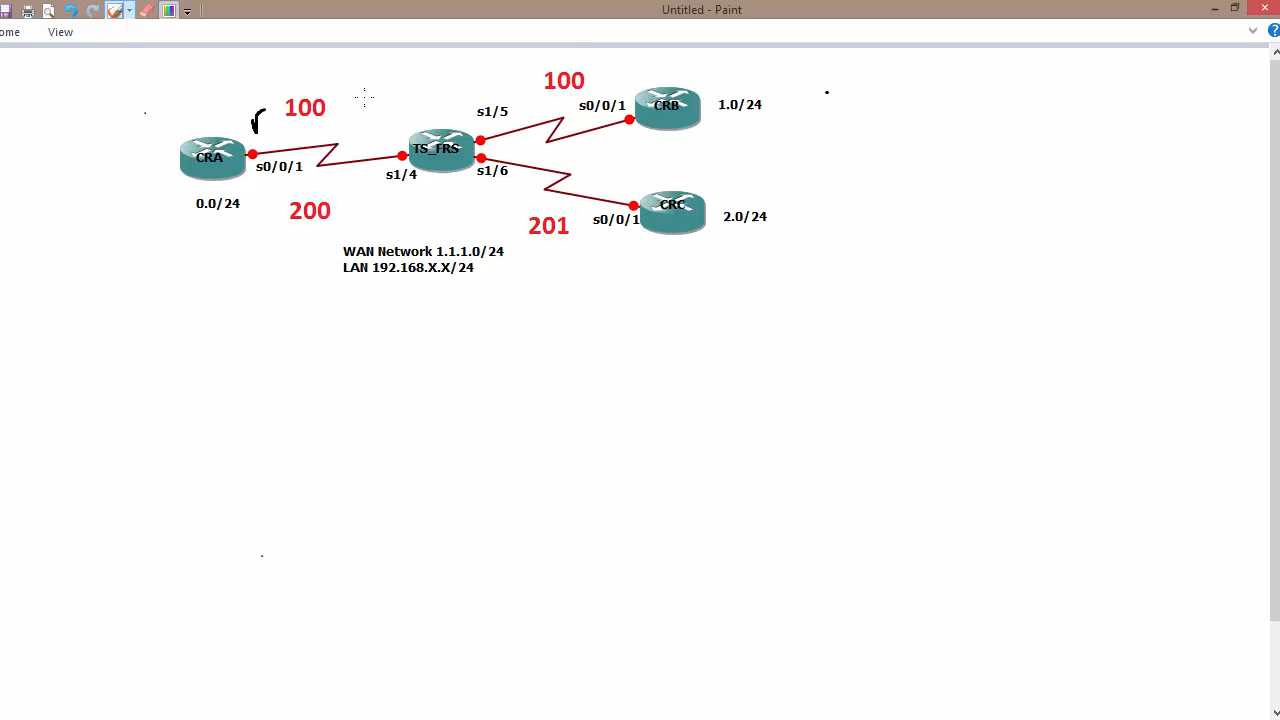 Untitled - Paint
ome
View
100
100
s0/0/1
CRB
1.0/24
s1/5
CRA
TS_FRS
s0/0/1
s1/4
s1/6
0.0/24
200
201
s0/0/1
CRC
2.0/24
WAN Network 1.1.1.0/24
LAN 192.168.X.X/24